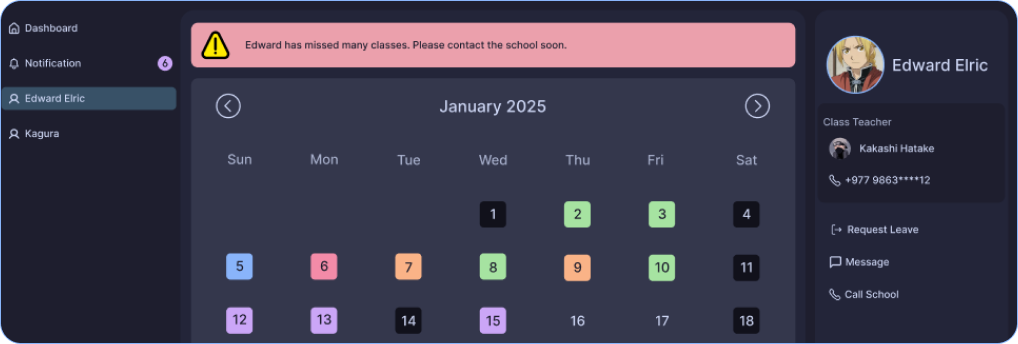 Dashboard
Notification 6
Edward Elric
Kagura
Edward has missed many classes. Please contact the school soon.
January 2025
Sun Mon Tue Wed Thu Fri Sat
1 2 3 4
5 6 7 8 9 10 11
12 13 14 15 16 17 18
Edward Elric
Class Teacher
Kakashi Hatake
+977 9863****12
Request Leave
Message
Call School